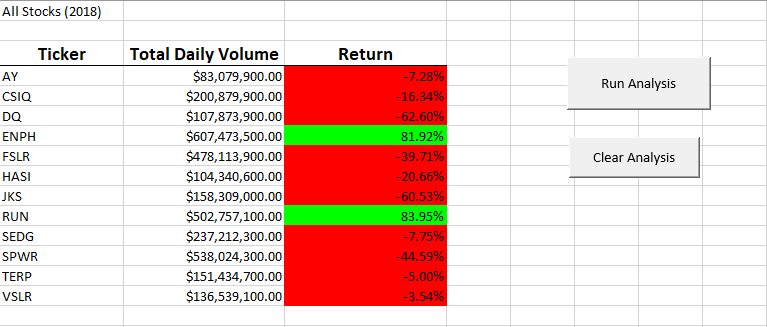 All Stocks (2018)
Ticker Total Daily Volume Return
AY $83,079,900.00 -7.28%
Run Analysis
CSIQ $200,879,900.00 -16.34%
DQ $107,873,900.00 -62.60%
ENPH $607,473,500.00 81.92%
FSLR $478,113,900.00 -39.71%
Clear Analysis
HASI $104,340,600.00 -20.66%
JKS $158,309,000.00 -60.53%
RUN $502,757,100.00 83.95%
SEDG $237,212,300.00 -7.75%
SPWR $538,024,300.00 -44.59%
TERP $151,434,700.00 -5.00%
VSLR $136,539,100.00 -3.54%